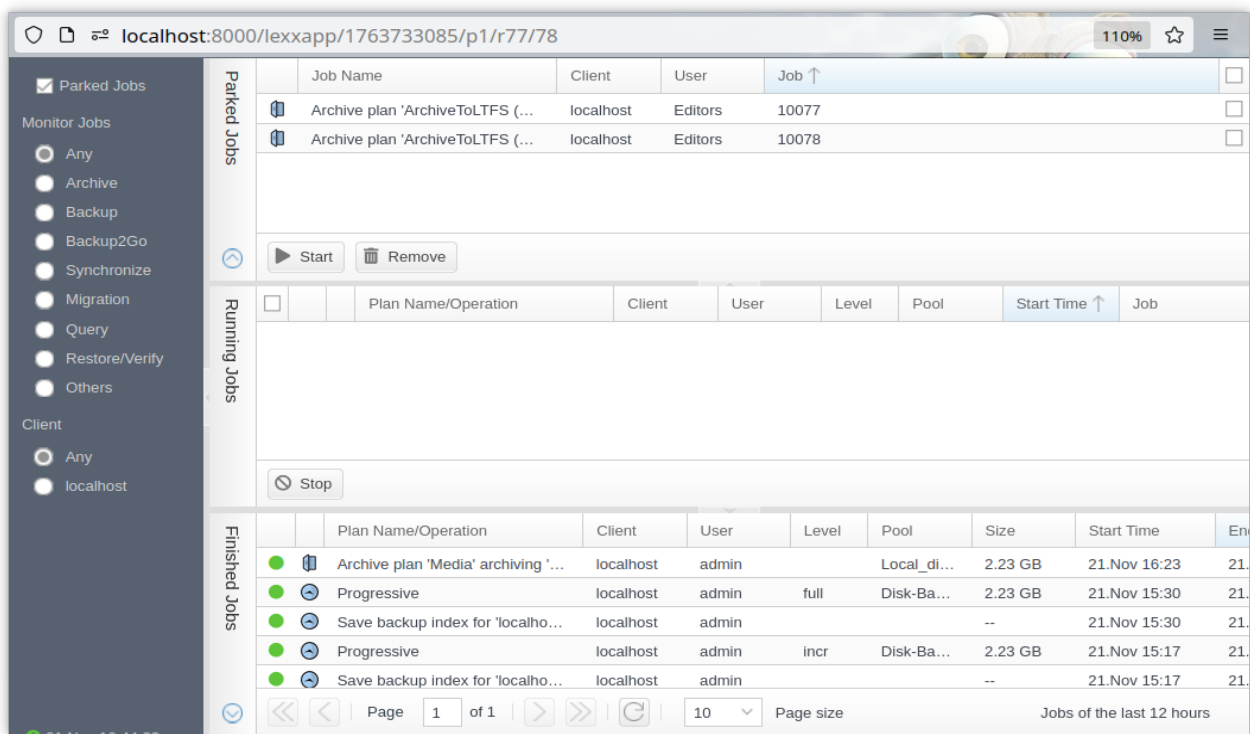 localhost:8000/lexxapp/1763733085/p1/r77/78 110%
Parked Jobs
Monitor Jobs
Any
Archive
Backup
Backup2Go
Synchronize
Migration
Query
Restore/Verify
Others
Client
Any
localhost
Parked Jobs
Job Name Client User Job
Archive plan 'ArchiveToLTFS (... localhost Editors 10077
Archive plan 'ArchiveToLTFS (... localhost Editors 10078
Start Remove
Running Jobs
Plan Name/Operation Client User Level Pool Start Time Job
Stop
Finished Jobs
Plan Name/Operation Client User Level Pool Size Start Time
Archive plan 'Media' archiving '... localhost admin Local_di... 2.23 GB 21.Nov 16:23 21.
Progressive localhost admin full Disk-Ba... 2.23 GB 21.Nov 15:30 21.
Save backup index for 'localho... localhost admin -- 21.Nov 15:30 21.
Progressive localhost admin incr Disk-Ba... 2.23 GB 21.Nov 15:17 21.
Save backup index for 'localho... localhost admin -- 21.Nov 15:17 21.
Page 1 of 1 10 Page size Jobs of the last 12 hours